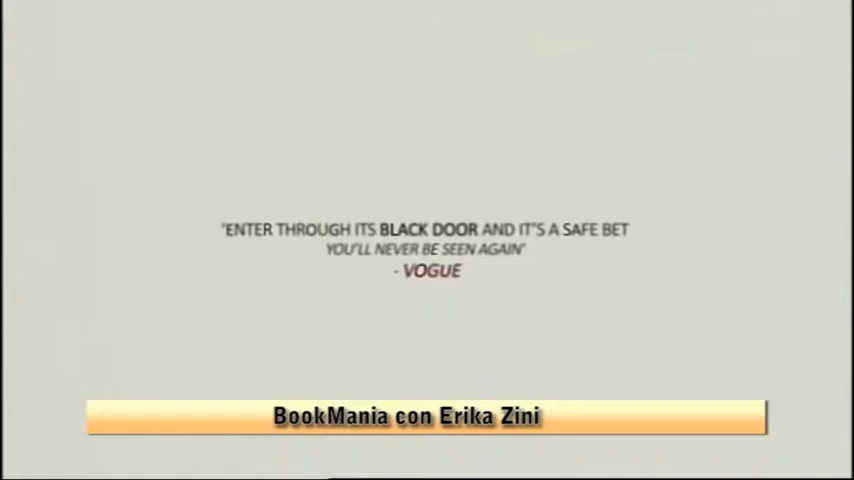 'ENTER THROUGH ITS BLACK DOOR AND IT'S A SAFE BET
YOU'LL NEVER BE SEEN AGAIN'
- VOGUE
BookMania con Erika Zini